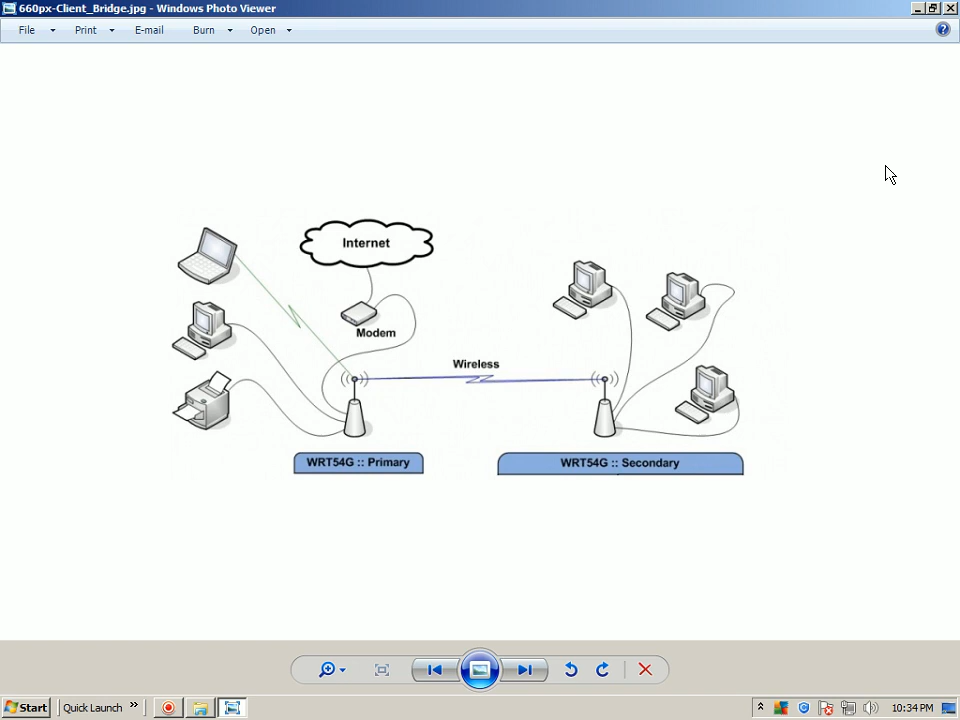 660px-Client_Bridge.jpg - Windows Photo Viewer
File Print E-mail Burn Open
Internet
Modem
Wireless
WRT54G :: Primary
WRT54G :: Secondary
Start Quick Launch 10:34 PM